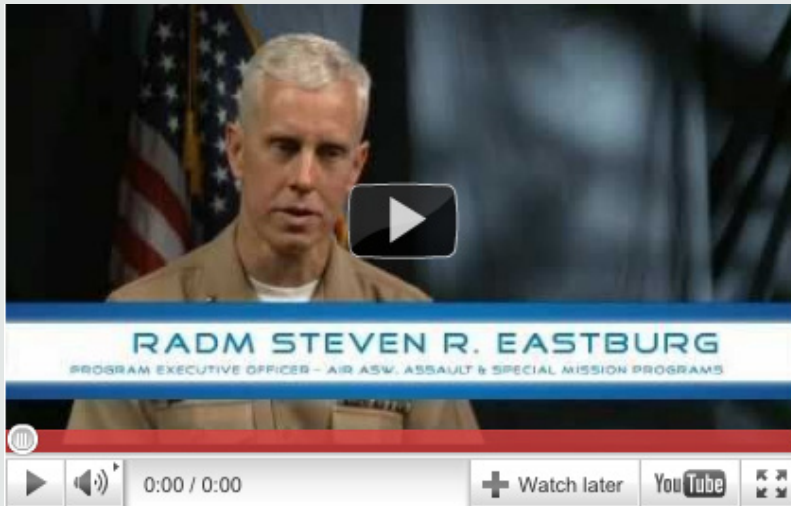 RADM STEVEN R. EASTBURG
PROGRAM EXECUTIVE OFFICER - AIR ASW, ASSAULT & SPECIAL MISSION PROGRAMS
0:00 / 0:00
Watch later
YouTube